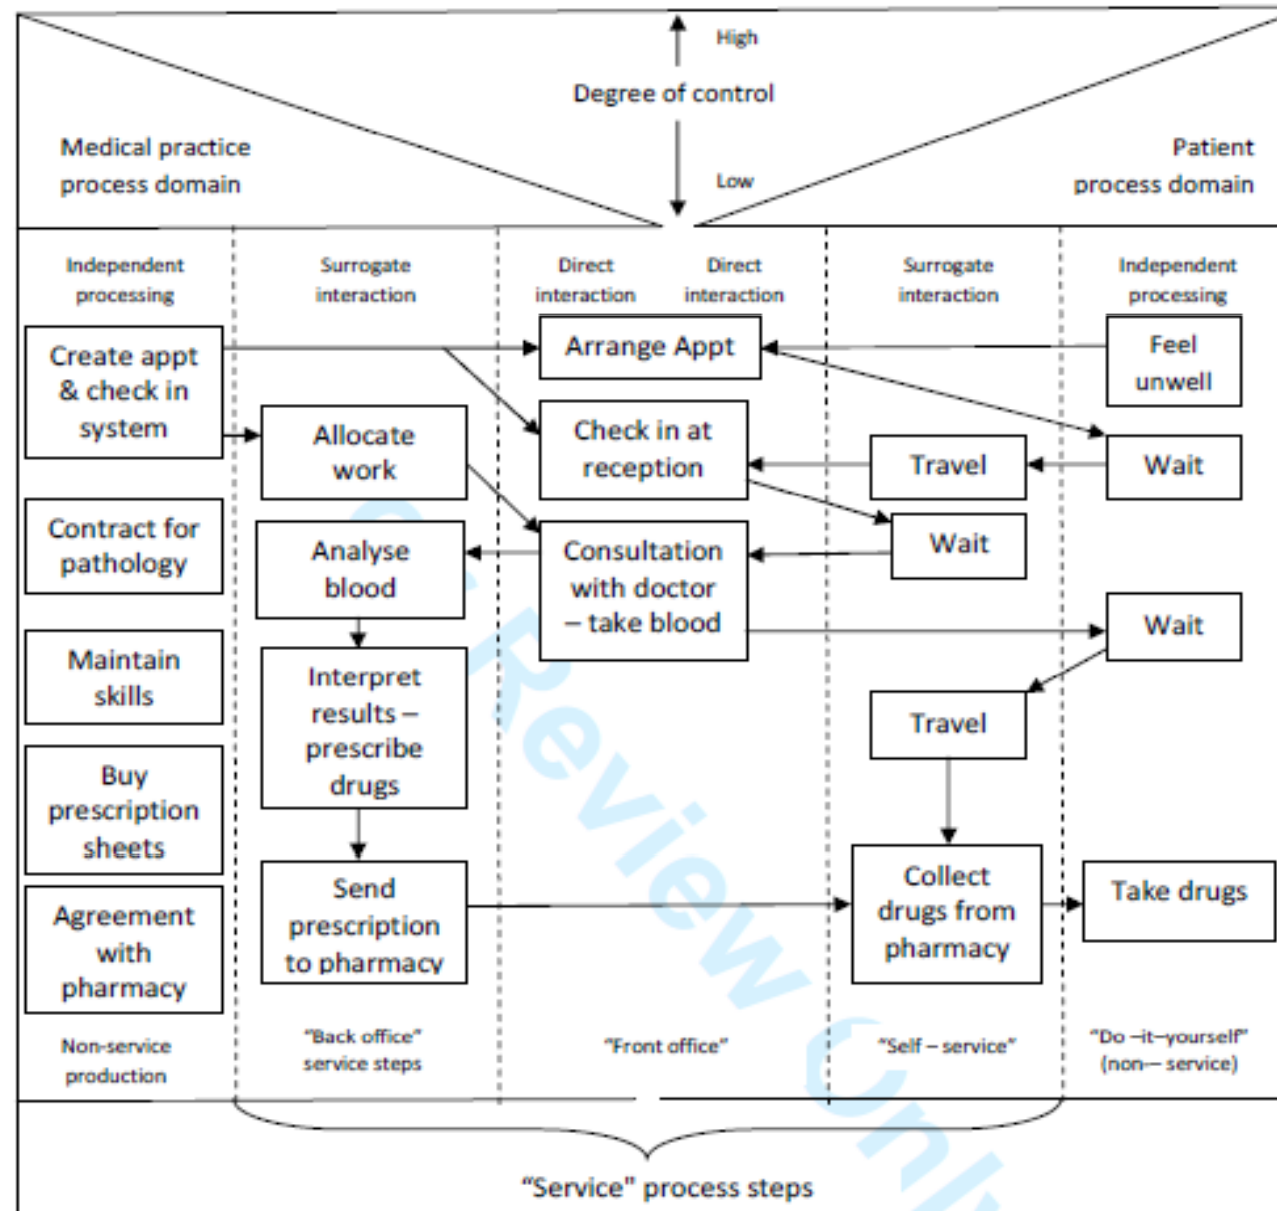 High
Degree of control
Low
Medical practice
process domain
Patient
process domain
Independent
processing
Surrogate
interaction
Direct
interaction
Direct
interaction
Surrogate
interaction
Independent
processing
Create appt
& check in
system
Arrange Appt
Feel
unwell
Allocate
work
Check in at
reception
Travel
Wait
Contract for
pathology
Analyse
blood
Consultation
with doctor
– take blood
Wait
Wait
Maintain
skills
Interpret
results –
prescribe
drugs
Travel
Buy
prescription
sheets
Agreement
with
pharmacy
Send
prescription
to pharmacy
Collect
drugs from
pharmacy
Take drugs
Non-service
production
"Back office"
service steps
"Front office"
"Self – service"
"Do –it–yourself"
(non-– service)
"Service" process steps
Review Only